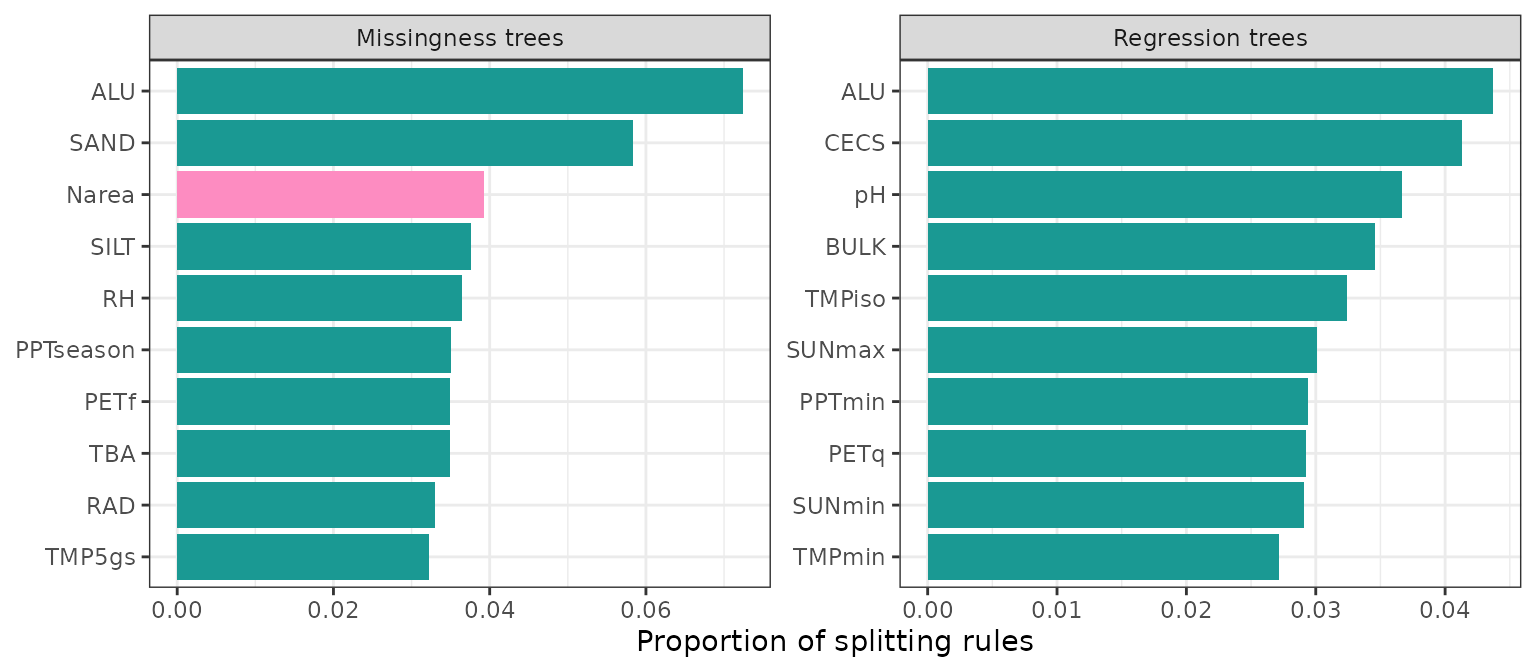 Missingness trees
ALU
SAND
Narea
SILT
RH
PPTseason
PETf
TBA
RAD
TMP5gs
0.00 0.02 0.04 0.06
Regression trees
ALU
CECS
pH
BULK
TMPiso
SUNmax
PPTmin
PETq
SUNmin
TMPmin
0.00 0.01 0.02 0.03 0.04
Proportion of splitting rules